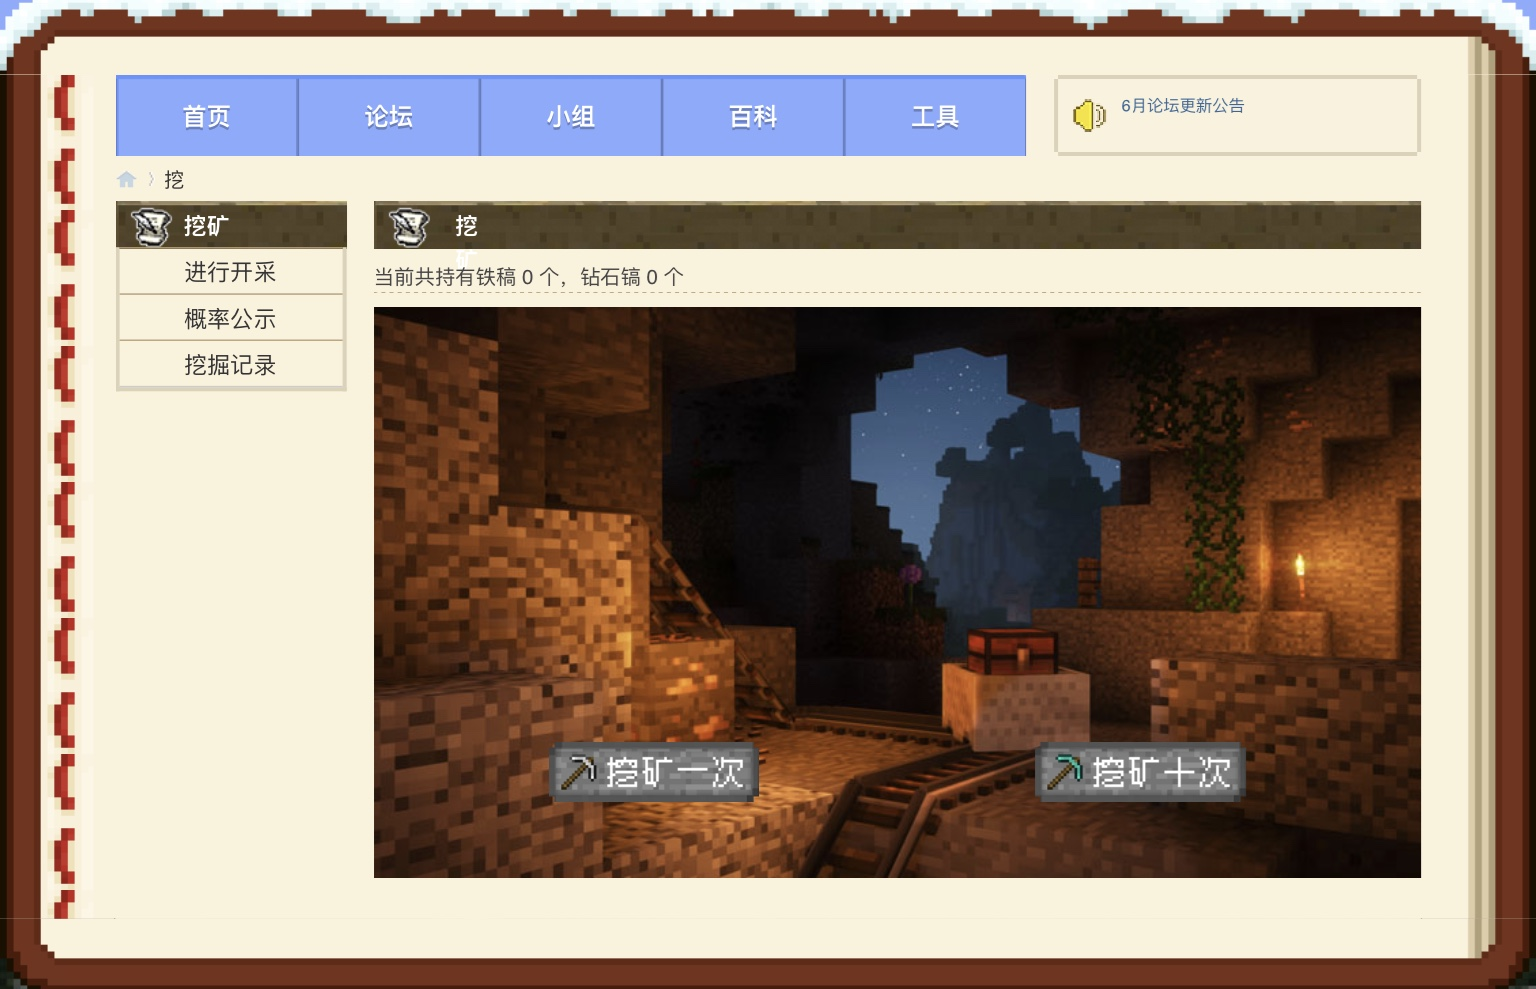 首页 论坛 小组 百科 工具
6月论坛更新公告
〉挖
挖矿
进行开采
概率公示
挖掘记录
挖
矿
当前共持有铁稿 0 个，钻石镐 0 个
挖矿一次
挖矿十次